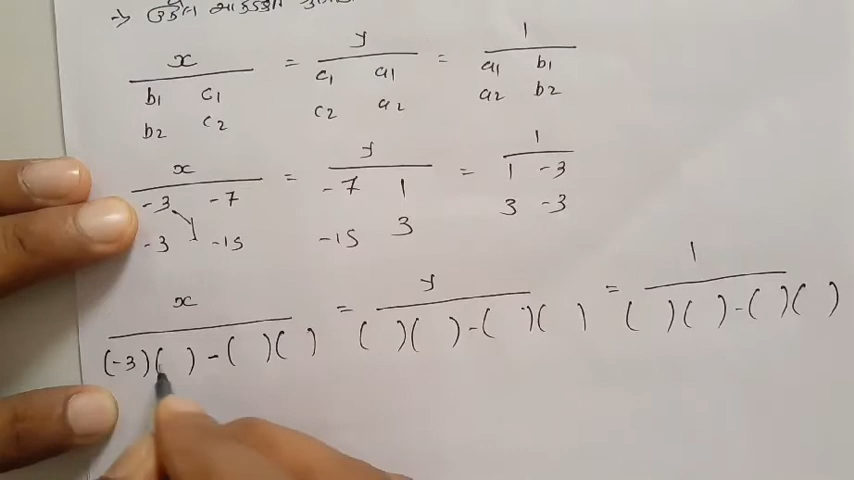 x = y = 1
b1 c1 c1 a1 a1 b1
b2 c2 c2 a2 a2 b2
x = y = 1
-3 -7 -7 1 1 -3
-3 -15 -15 3 3 -3
x = y = 1
(-3)( ) - ( )( ) ( )( ) - ( )( ) ( )( ) - ( )( )